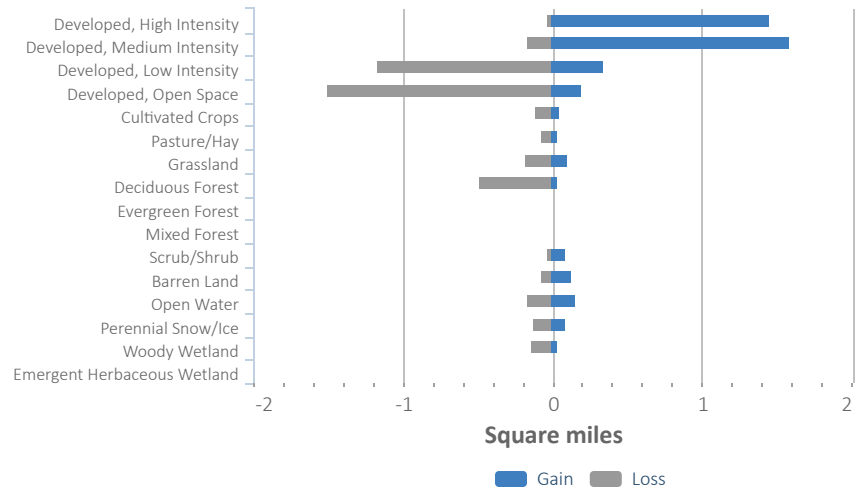 Developed, High Intensity
Developed, Medium Intensity
Developed, Low Intensity
Developed, Open Space
Cultivated Crops
Pasture/Hay
Grassland
Deciduous Forest
Evergreen Forest
Mixed Forest
Scrub/Shrub
Barren Land
Open Water
Perennial Snow/Ice
Woody Wetland
Emergent Herbaceous Wetland
-2 -1 0 1 2
Square miles
Gain Loss